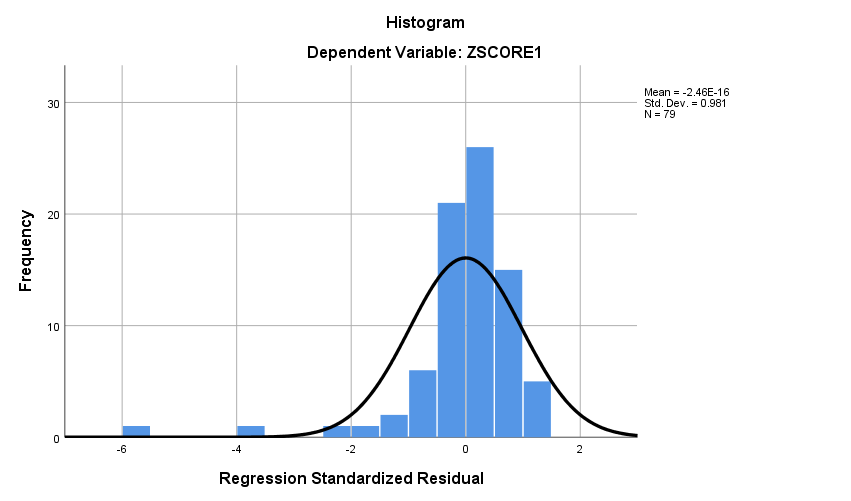 Histogram
Dependent Variable: ZSCORE1
Mean = -2.46E-16
Std. Dev. = 0.981
N = 79
Frequency
30
20
10
0
-6 -4 -2 0 2
Regression Standardized Residual